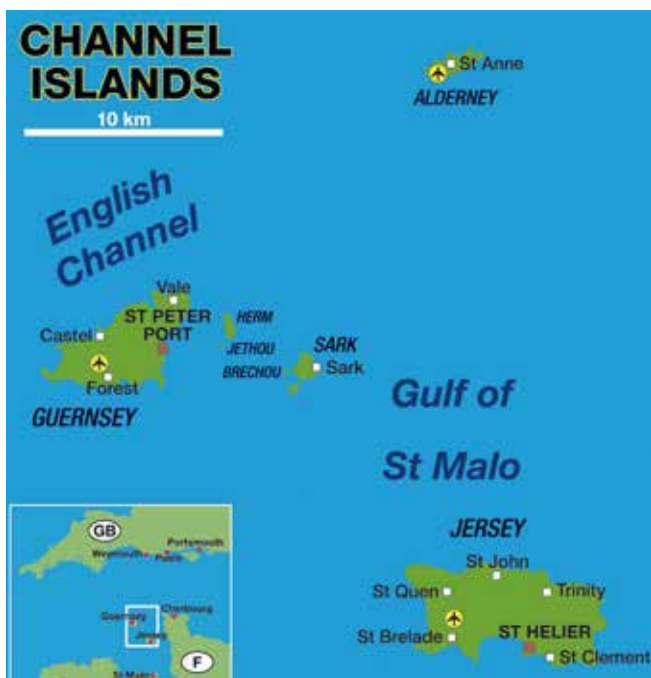 CHANNEL
ISLANDS
10 km
St Anne
ALDERNEY
English
Channel
Vale
ST PETER
PORT
HERM
Castel
JETHOU
SARK
BRECHOU
Sark
Forest
GUERNSEY
Gulf of
St Malo
JERSEY
St John
St Quen
Trinity
St Brelade
ST HELIER
St Clement
GB
Portsmouth
Weymouth
Poole
Guernsey
Cherbourg
Jersey
F
St-Malo